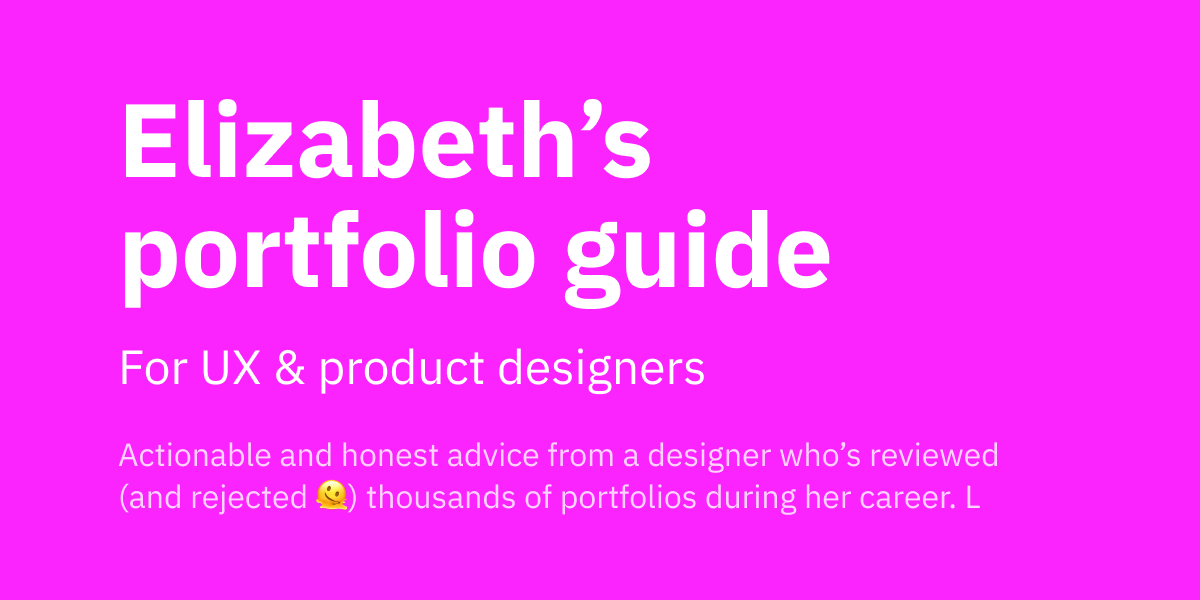 Elizabeth’s
portfolio guide
For UX & product designers
Actionable and honest advice from a designer who’s reviewed
(and rejected 🫠) thousands of portfolios during her career. L